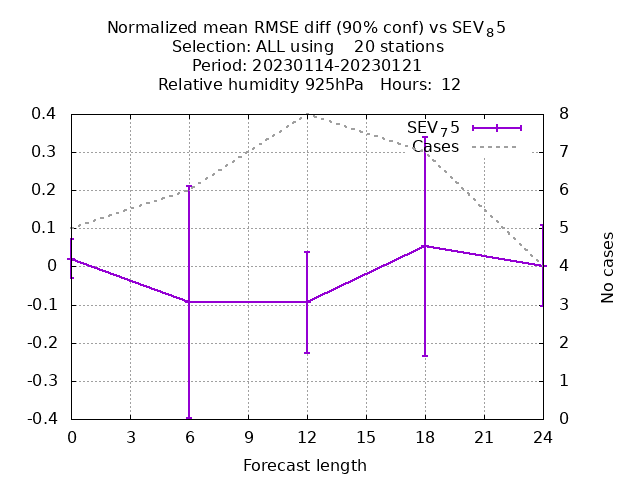 Normalized mean RMSE diff (90% conf) vs SEV₈5
Selection: ALL using    20 stations
Period: 20230114-20230121
Relative humidity 925hPa   Hours:  12
SEV₇5
Cases
0.4
0.3
0.2
0.1
0
-0.1
-0.2
-0.3
-0.4
8
7
6
5
4
3
2
1
0
No cases
0 3 6 9 12 15 18 21 24
Forecast length